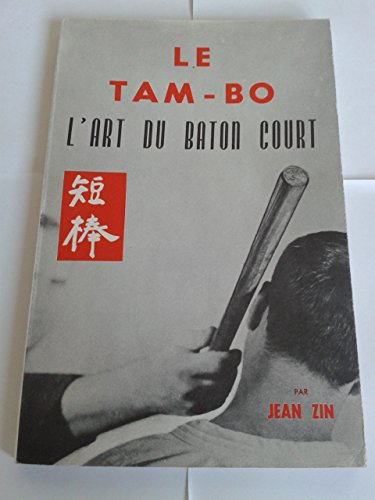 LE
TAM-BO
L'ART DU BATON COURT
短
棒
PAR
JEAN ZIN